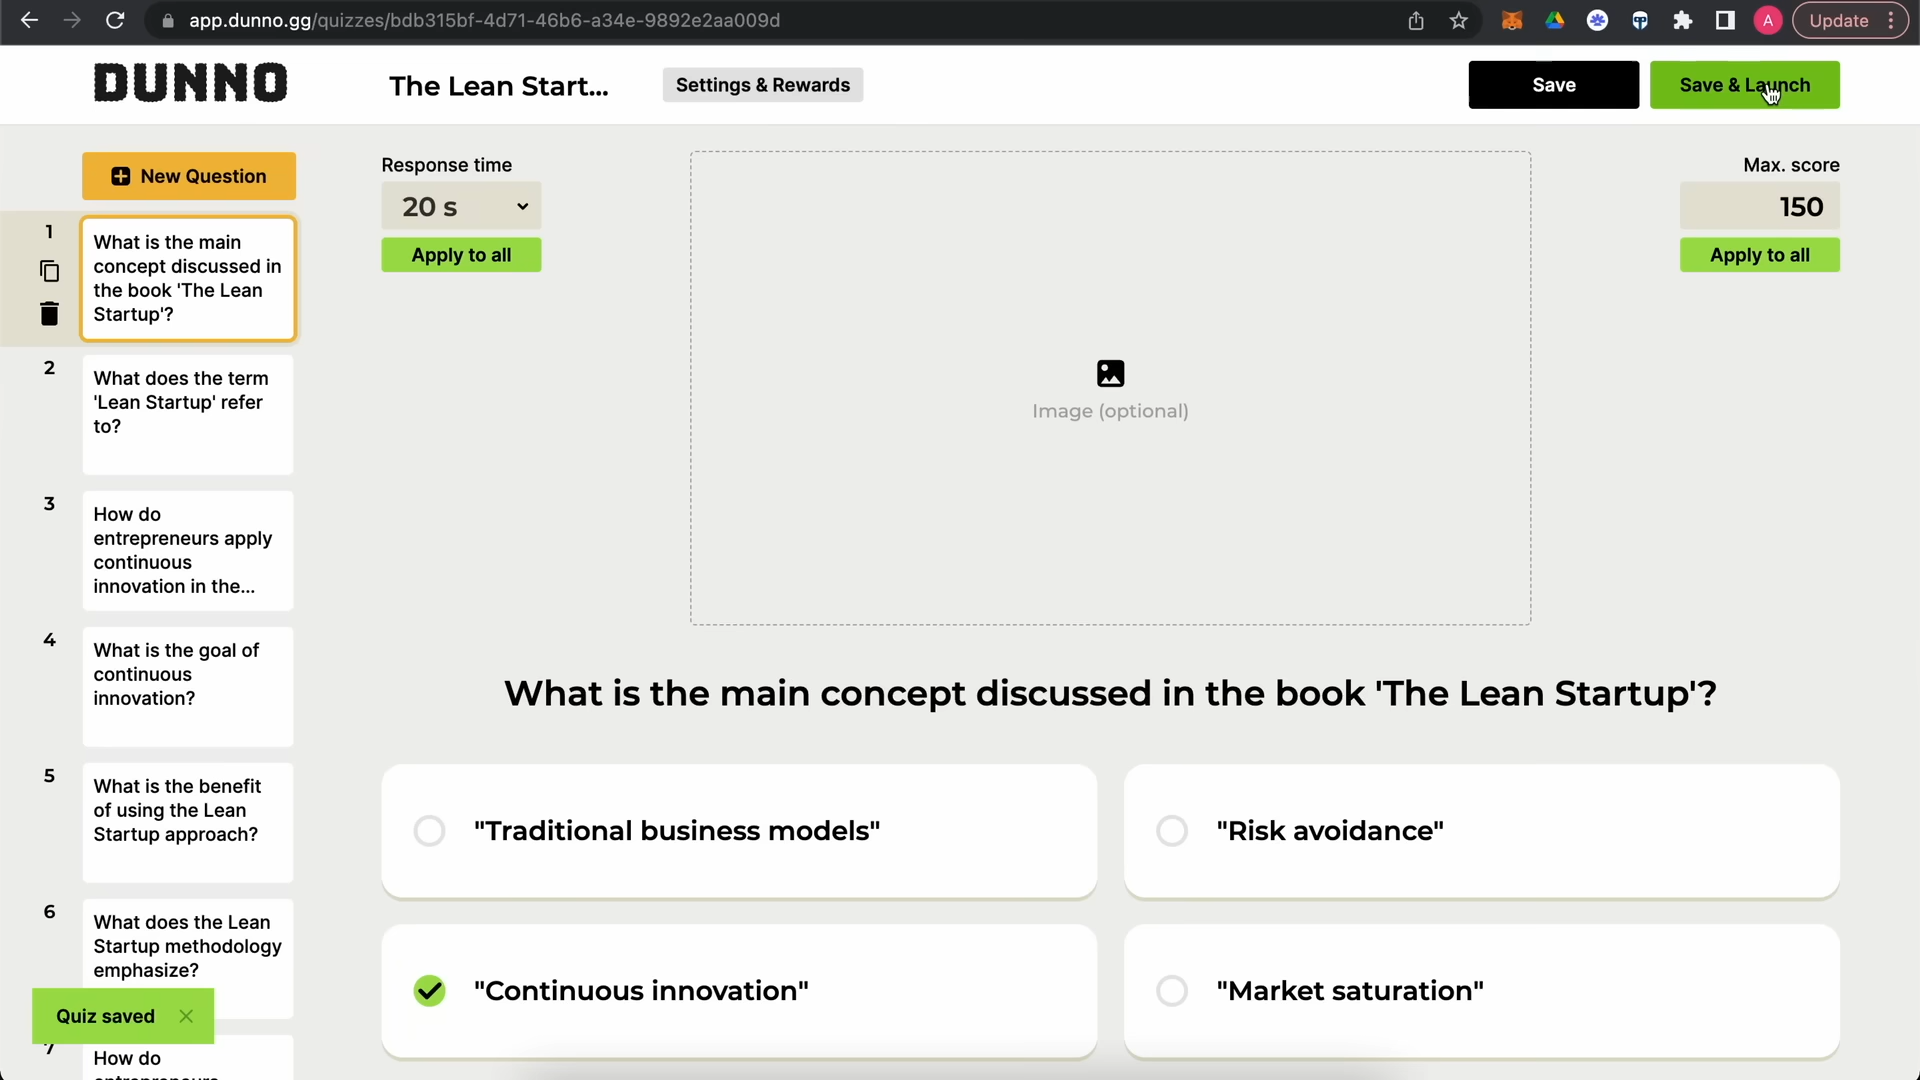 app.dunno.gg/quizzes/bdb315bf-4d71-46b6-a34e-9892e2aa009d
A
Update
DUNNO
The Lean Start...
Settings & Rewards
Save
Save & Launch
New Question
1
What is the main
concept discussed in
the book 'The Lean
Startup'?
2
What does the term
'Lean Startup' refer
to?
3
How do
entrepreneurs apply
continuous
innovation in the...
4
What is the goal of
continuous
innovation?
5
What is the benefit
of using the Lean
Startup approach?
6
What does the Lean
Startup methodology
emphasize?
7
How do
Quiz saved
Response time
20 s
Apply to all
Image (optional)
Max. score
150
Apply to all
What is the main concept discussed in the book 'The Lean Startup'?
"Traditional business models"
"Risk avoidance"
"Continuous innovation"
"Market saturation"